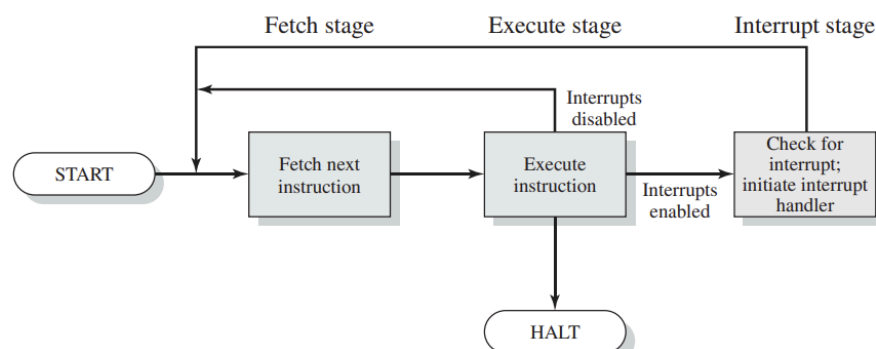 Fetch stage
Execute stage
Interrupt stage
Interrupts
disabled
START
Fetch next
instruction
Execute
instruction
Interrupts
enabled
Check for
interrupt;
initiate interrupt
handler
HALT